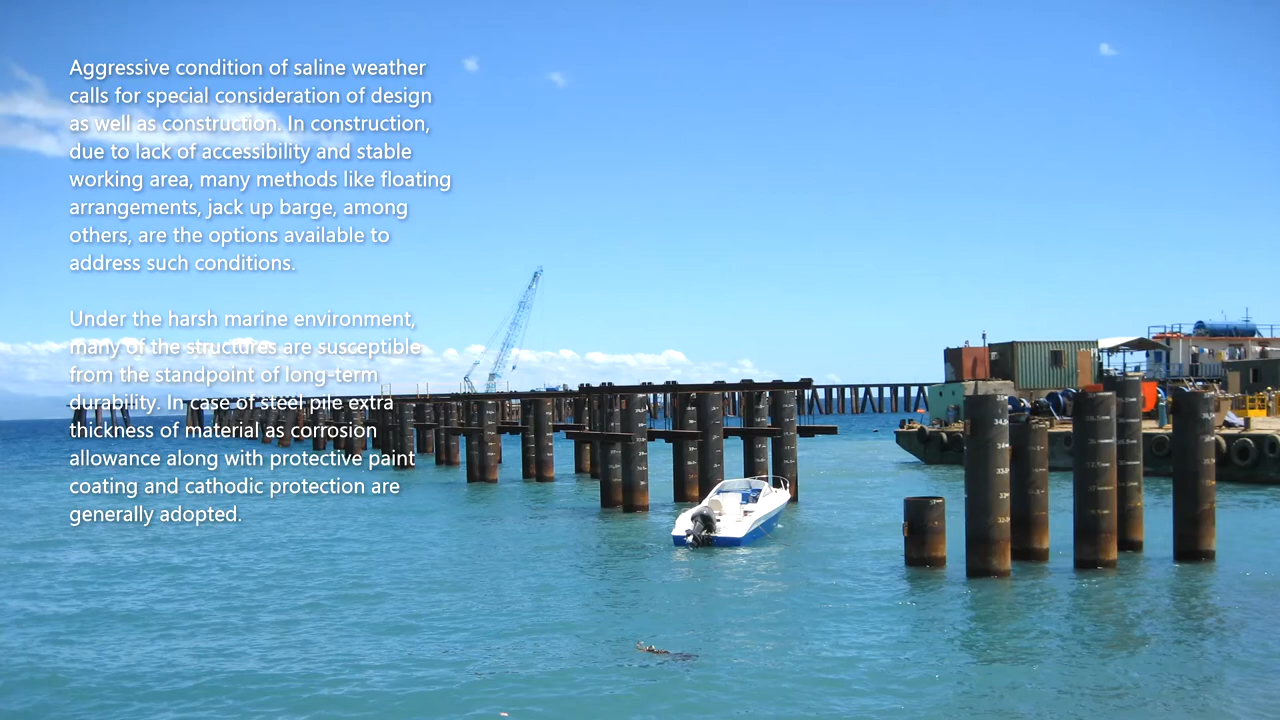 Aggressive condition of saline weather
calls for special consideration of design
as well as construction. In construction,
due to lack of accessibility and stable
working area, many methods like floating
arrangements, jack up barge, among
others, are the options available to
address such conditions.
Under the harsh marine environment,
many of the structures are susceptible
from the standpoint of long-term
durability. In case of steel pile extra
thickness of material as corrosion
allowance along with protective paint
coating and cathodic protection are
generally adopted.